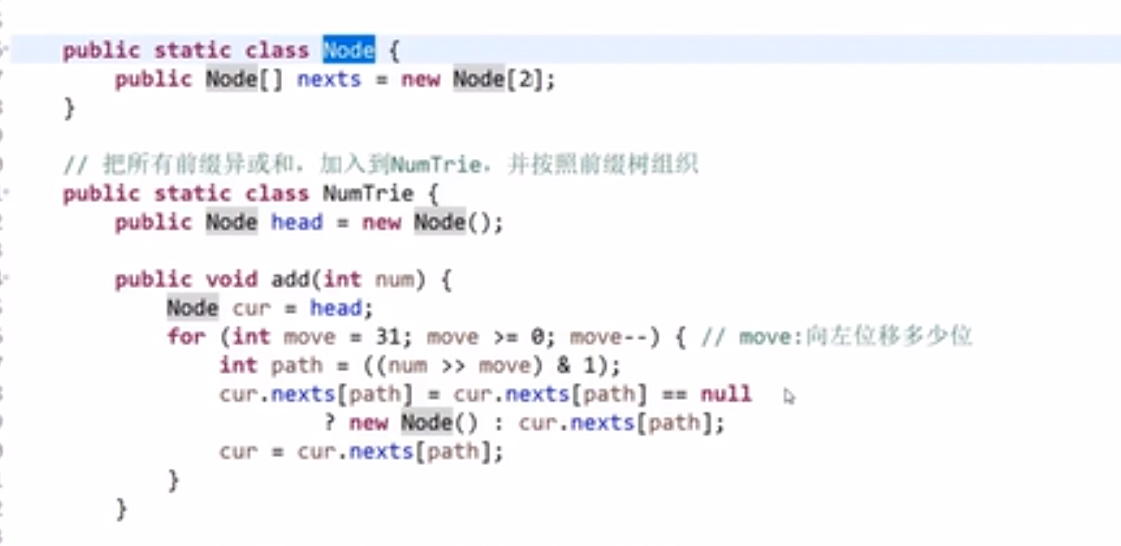 public static class Node {
public Node[] nexts = new Node[2];
}
// 把所有前缀异或和，加入到NumTrie，并按照前缀树组织
public static class NumTrie {
public Node head = new Node();
public void add(int num) {
Node cur = head;
for (int move = 31; move >= 0; move--) { // move:向左位移多少位
int path = ((num >> move) & 1);
cur.nexts[path] = cur.nexts[path] == null
? new Node() : cur.nexts[path];
cur = cur.nexts[path];
}
}